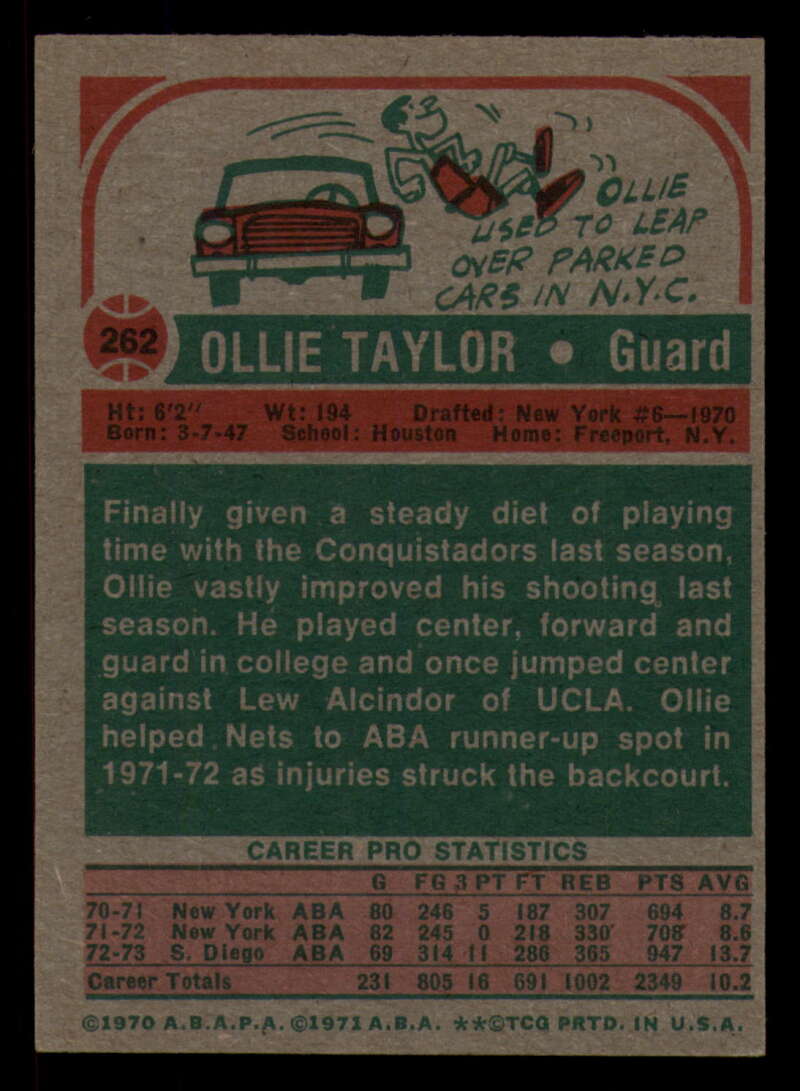 OLLIE
USED TO LEAP
OVER PARKED
CARS IN N.Y.C.
262 OLLIE TAYLOR • Guard
Ht: 6'2" Wt: 194 Drafted: New York #6—1970
Born: 3-7-47 School: Houston Home: Freeport, N.Y.
Finally given a steady diet of playing
time with the Conquistadors last season,
Ollie vastly improved his shooting last
season. He played center, forward and
guard in college and once jumped center
against Lew Alcindor of UCLA. Ollie
helped Nets to ABA runner-up spot in
1971-72 as injuries struck the backcourt.
CAREER PRO STATISTICS
G FG 3 PT FT REB PTS AVG
70-71 New York ABA 80 246 5 187 307 694 8.7
71-72 New York ABA 82 245 0 218 330 708 8.6
72-73 S. Diego ABA 69 314 11 286 365 947 13.7
Career Totals 231 805 16 691 1002 2349 10.2
©1970 A.B.A.P.A. ©1971 A.B.A. **©TCG PRTD. IN U.S.A.